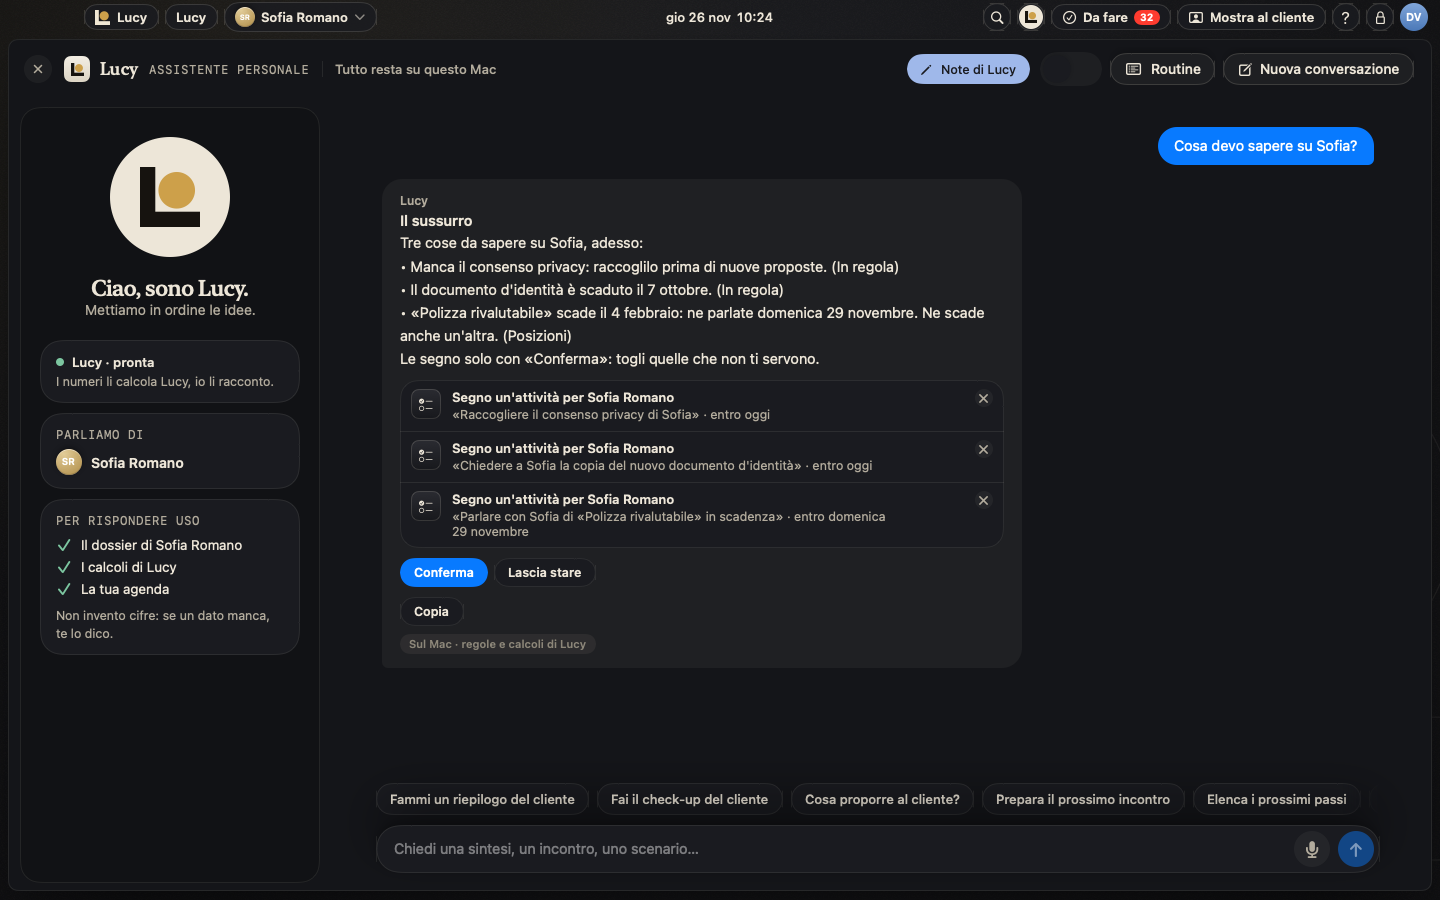 Lucy
Lucy
SR Sofia Romano
gio 26 nov 10:24
Da fare 32
Mostra al cliente
?
DV
Lucy ASSISTENTE PERSONALE
Tutto resta su questo Mac
Note di Lucy
Routine
Nuova conversazione
Ciao, sono Lucy.
Mettiamo in ordine le idee.
Lucy · pronta
I numeri li calcola Lucy, io li racconto.
PARLIAMO DI
SR Sofia Romano
PER RISPONDERE USO
Il dossier di Sofia Romano
I calcoli di Lucy
La tua agenda
Non invento cifre: se un dato manca,
te lo dico.
Cosa devo sapere su Sofia?
Lucy
Il sussurro
Tre cose da sapere su Sofia, adesso:
• Manca il consenso privacy: raccoglilo prima di nuove proposte. (In regola)
• Il documento d'identità è scaduto il 7 ottobre. (In regola)
• «Polizza rivalutabile» scade il 4 febbraio: ne parlate domenica 29 novembre. Ne scade
anche un'altra. (Posizioni)
Le segno solo con «Conferma»: togli quelle che non ti servono.
Segno un'attività per Sofia Romano
«Raccogliere il consenso privacy di Sofia» · entro oggi
Segno un'attività per Sofia Romano
«Chiedere a Sofia la copia del nuovo documento d'identità» · entro oggi
Segno un'attività per Sofia Romano
«Parlare con Sofia di «Polizza rivalutabile» in scadenza» · entro domenica
29 novembre
Conferma
Lascia stare
Copia
Sul Mac · regole e calcoli di Lucy
Fammi un riepilogo del cliente
Fai il check-up del cliente
Cosa proporre al cliente?
Prepara il prossimo incontro
Elenca i prossimi passi
Chiedi una sintesi, un incontro, uno scenario...